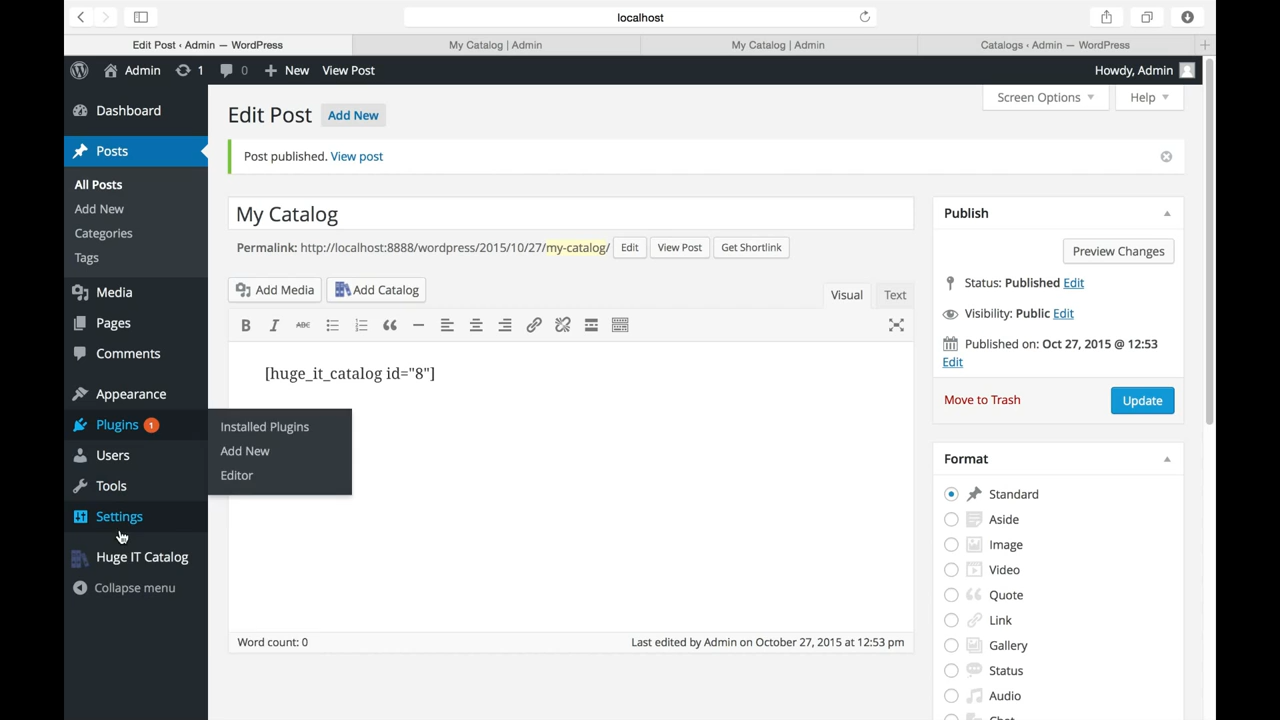 localhost
Edit Post ‹ Admin — WordPress
My Catalog | Admin
My Catalog | Admin
Catalogs ‹ Admin — WordPress
Admin
1
0
New
View Post
Howdy, Admin
Dashboard
Posts
All Posts
Add New
Categories
Tags
Media
Pages
Comments
Appearance
Plugins 1
Users
Tools
Settings
Huge IT Catalog
Collapse menu
Installed Plugins
Add New
Editor
Screen Options
Help
Edit Post Add New
Post published. View post
My Catalog
Permalink: http://localhost:8888/wordpress/2015/10/27/my-catalog/ Edit View Post Get Shortlink
Add Media
Add Catalog
Visual
Text
B I ABC
[huge_it_catalog id="8"]
Word count: 0
Last edited by Admin on October 27, 2015 at 12:53 pm
Publish
Preview Changes
Status: Published Edit
Visibility: Public Edit
Published on: Oct 27, 2015 @ 12:53
Edit
Move to Trash
Update
Format
Standard
Aside
Image
Video
Quote
Link
Gallery
Status
Audio